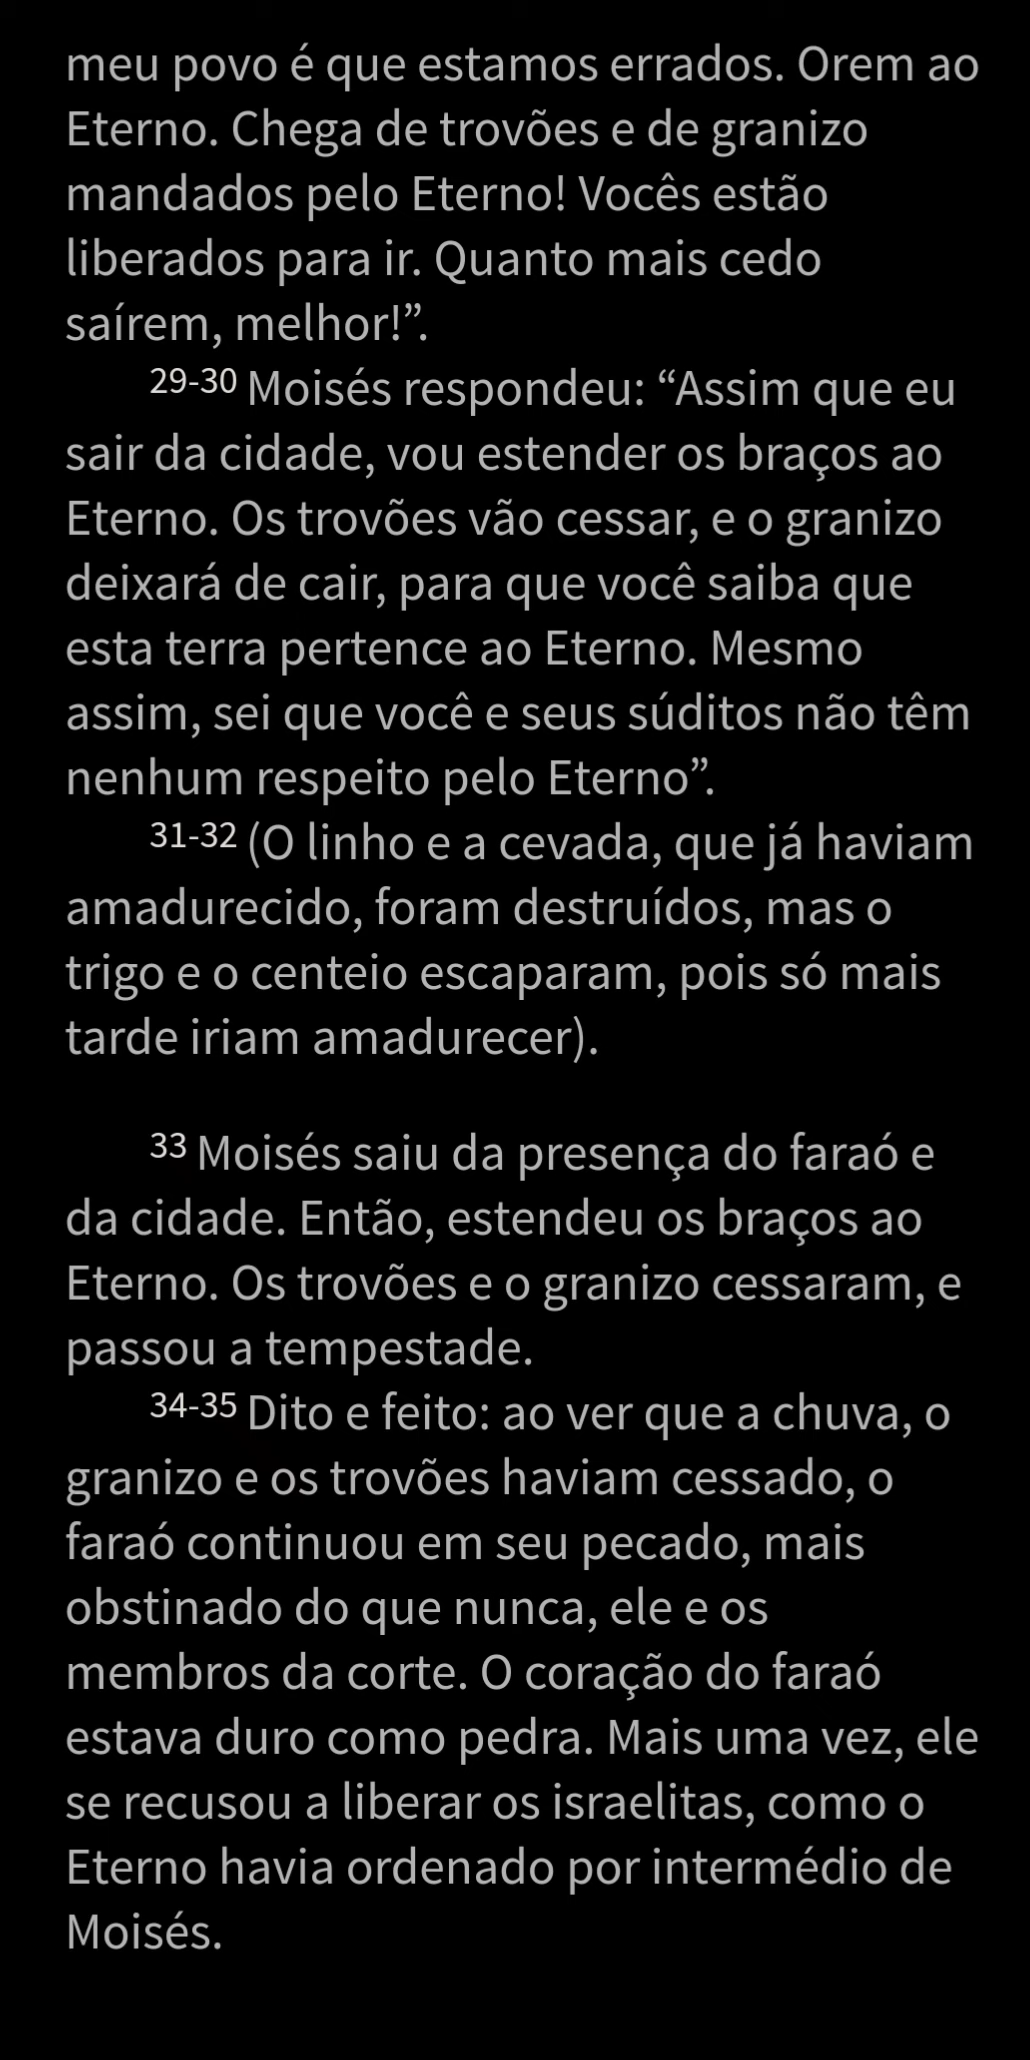 meu povo é que estamos errados. Orem ao
Eterno. Chega de trovões e de granizo
mandados pelo Eterno! Vocês estão
liberados para ir. Quanto mais cedo
saírem, melhor!”.
29-30 Moisés respondeu: “Assim que eu
sair da cidade, vou estender os braços ao
Eterno. Os trovões vão cessar, e o granizo
deixará de cair, para que você saiba que
esta terra pertence ao Eterno. Mesmo
assim, sei que você e seus súditos não têm
nenhum respeito pelo Eterno”.
31-32 (O linho e a cevada, que já haviam
amadurecido, foram destruídos, mas o
trigo e o centeio escaparam, pois só mais
tarde iriam amadurecer).
33 Moisés saiu da presença do faraó e
da cidade. Então, estendeu os braços ao
Eterno. Os trovões e o granizo cessaram, e
passou a tempestade.
34-35 Dito e feito: ao ver que a chuva, o
granizo e os trovões haviam cessado, o
faraó continuou em seu pecado, mais
obstinado do que nunca, ele e os
membros da corte. O coração do faraó
estava duro como pedra. Mais uma vez, ele
se recusou a liberar os israelitas, como o
Eterno havia ordenado por intermédio de
Moisés.